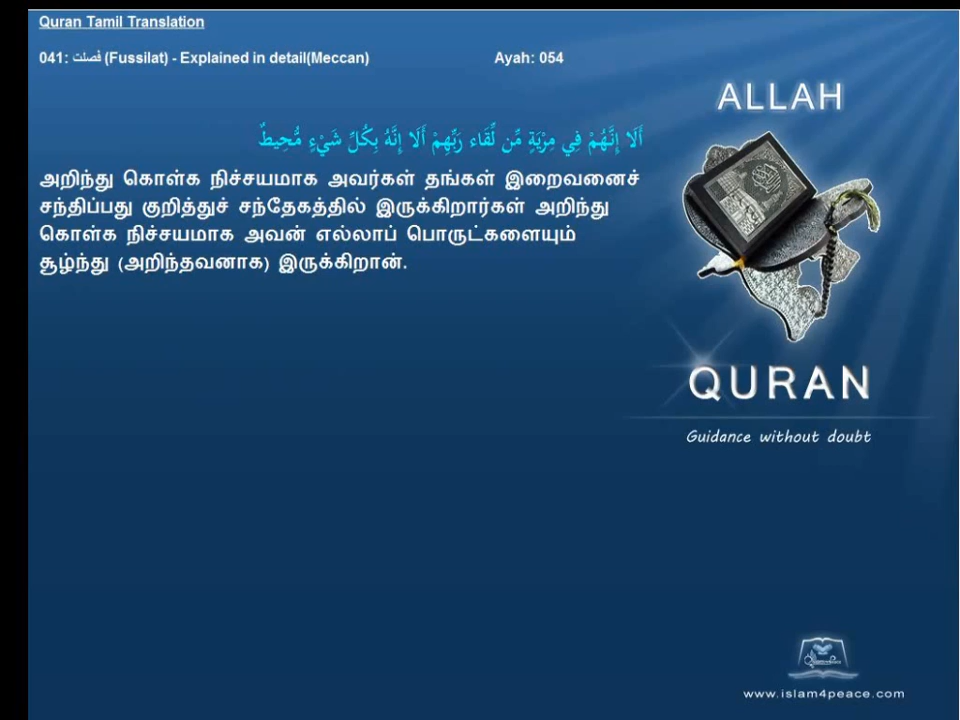 Quran Tamil Translation
041: فصلت (Fussilat) - Explained in detail(Meccan) Ayah: 054
أَلَا إِنَّهُمْ فِي مِرْيَةٍ مِّن لِّقَاء رَبِّهِمْ أَلَا إِنَّهُ بِكُلِّ شَيْءٍ مُّحِيطٌ
அறிந்து கொள்க நிச்சயமாக அவர்கள் தங்கள் இறைவனைச்
சந்திப்பது குறித்துச் சந்தேகத்தில் இருக்கிறார்கள் அறிந்து
கொள்க நிச்சயமாக அவன் எல்லாப் பொருட்களையும்
சூழ்ந்து (அறிந்தவனாக) இருக்கிறான்.
ALLAH
QURAN
Guidance without doubt
www.islam4peace.com